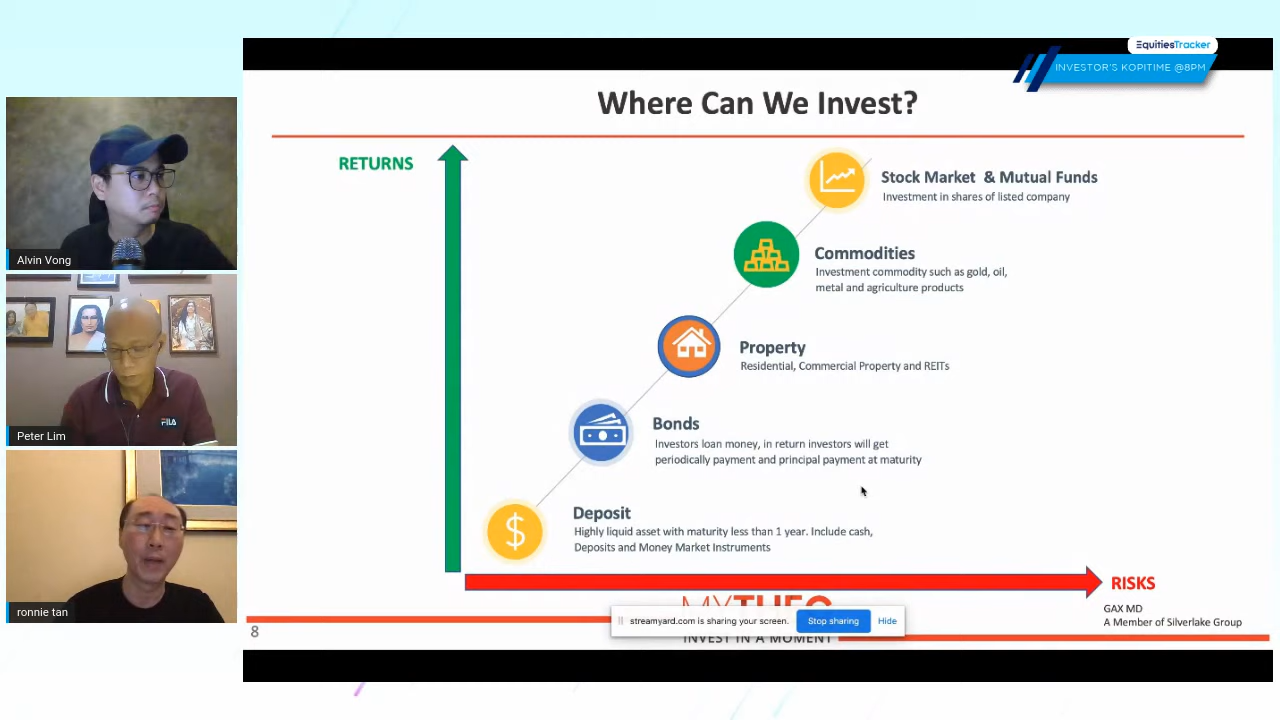 EquitiesTracker
INVESTOR'S KOPITIME @8PM
Where Can We Invest?
RETURNS
Stock Market & Mutual Funds
Investment in shares of listed company
Commodities
Investment commodity such as gold, oil,
metal and agriculture products
Property
Residential, Commercial Property and REITs
Bonds
Investors loan money, in return investors will get
periodically payment and principal payment at maturity
Deposit
Highly liquid asset with maturity less than 1 year. Include cash,
Deposits and Money Market Instruments
$
RISKS
GAX MD
A Member of Silverlake Group
8
streamyard.com is sharing your screen.
Stop sharing
Hide
INVEST IN A MOMENT
Alvin Vong
FILA
Peter Lim
ronnie tan